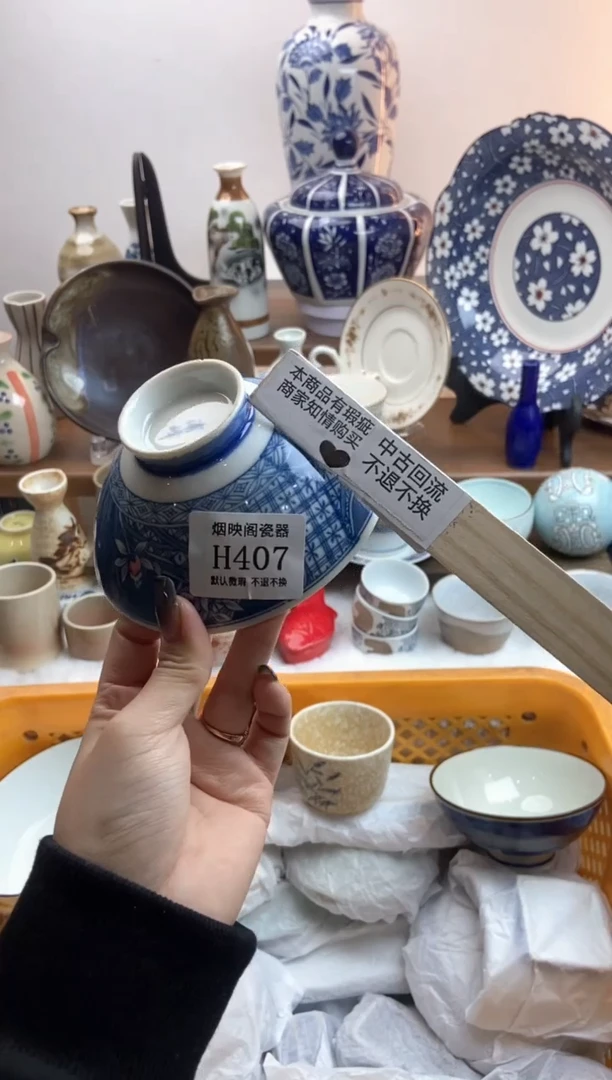 本商品有瑕疵
商家知情购买
中古回流
不退不换
烟映阁瓷器
H407
默认微瑕 不退不换